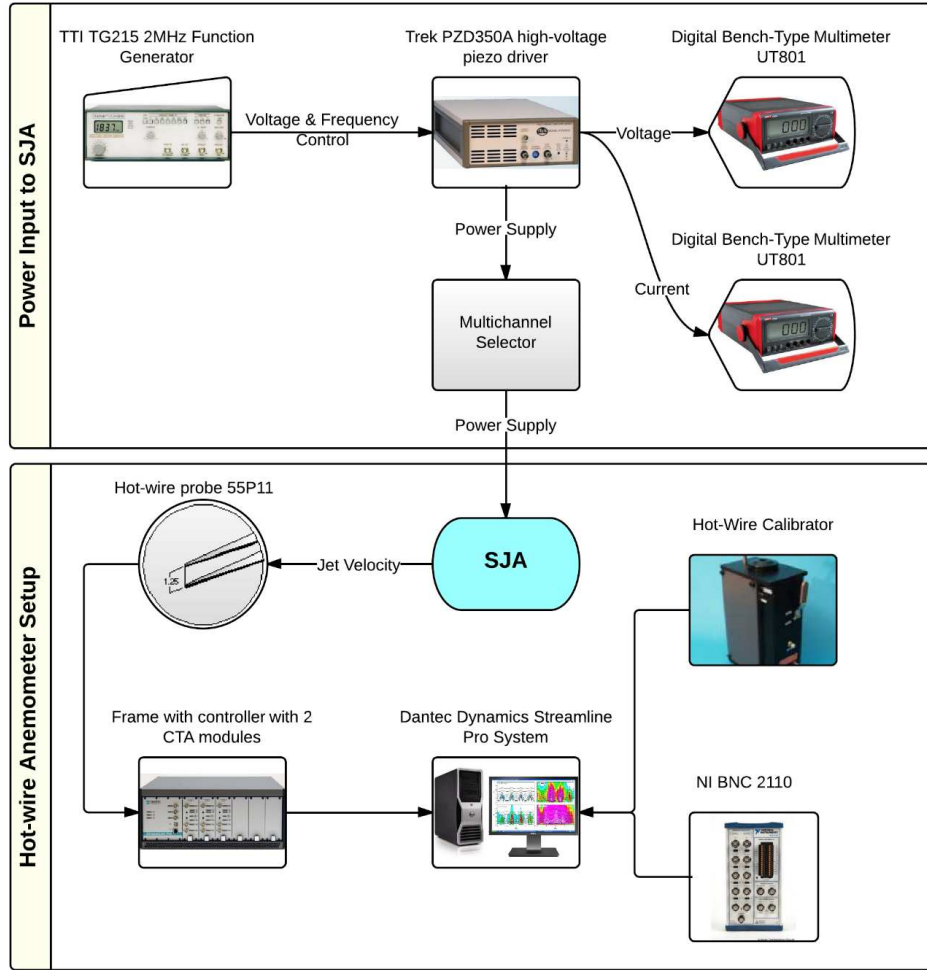 Power Input to SJA
TTI TG215 2MHz Function
Generator
Trek PZD350A high-voltage
piezo driver
Digital Bench-Type Multimeter
UT801
1837.
Voltage & Frequency
Control
Voltage
000
Power Supply
Digital Bench-Type Multimeter
UT801
Current
000
Multichannel
Selector
Power Supply
Hot-wire Anemometer Setup
Hot-wire probe 55P11
1.25
Jet Velocity
SJA
Hot-Wire Calibrator
Frame with controller with 2
CTA modules
Dantec Dynamics Streamline
Pro System
NI BNC 2110